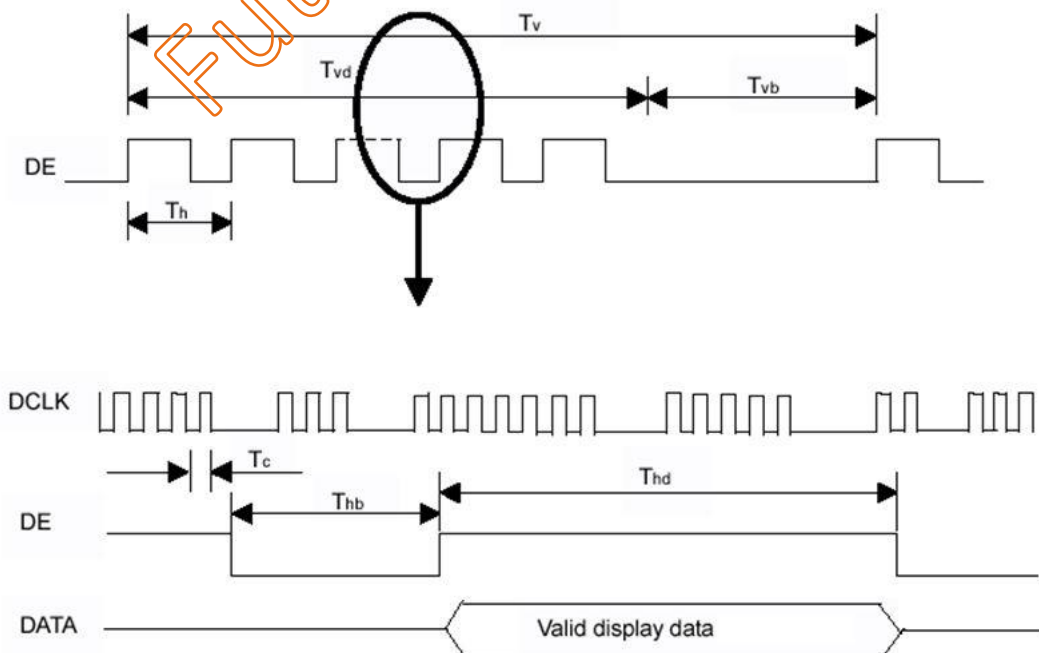 Tv
Tvd
Tvb
DE
Th
DCLK
Tc
Thd
Thb
DE
DATA
Valid display data